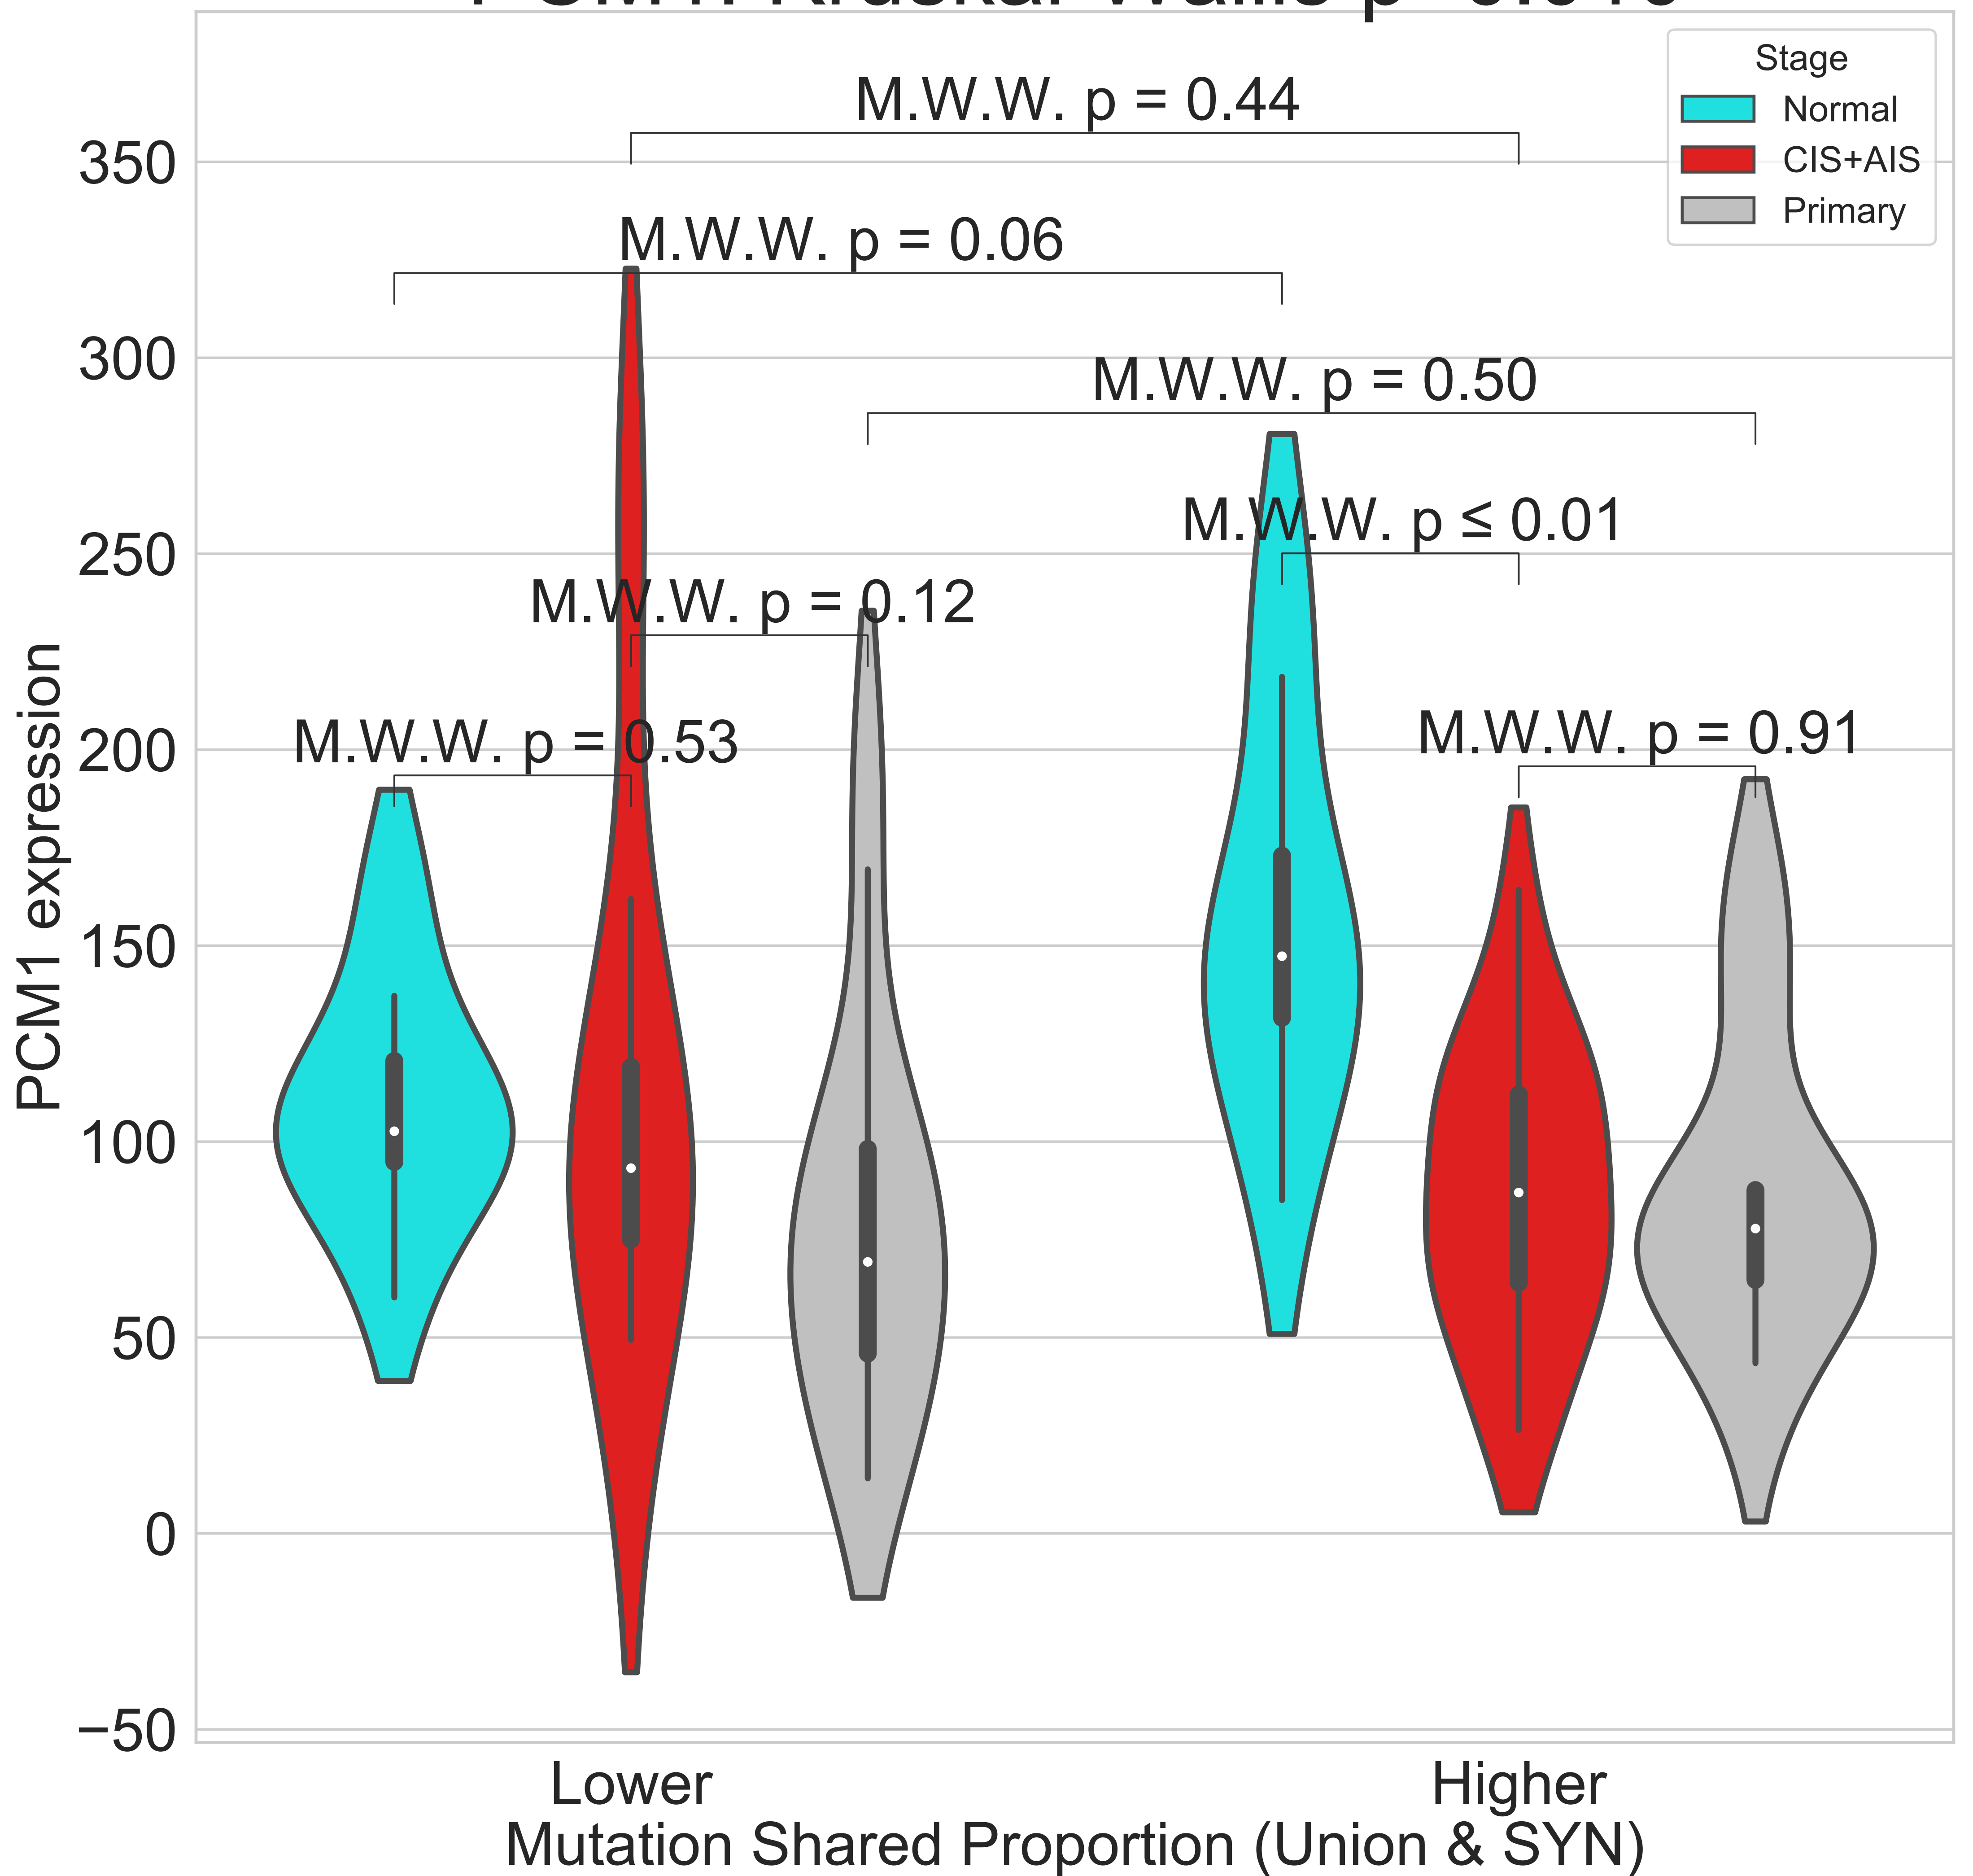 Stage
Normal
CIS+AIS
Primary
M.W.W. p = 0.44
M.W.W. p = 0.06
M.W.W. p = 0.50
M.W.W. p ≤ 0.01
M.W.W. p = 0.12
M.W.W. p = 0.53
M.W.W. p = 0.91
PCM1 expression
350
300
250
200
150
100
50
0
−50
Lower
Higher
Mutation Shared Proportion (Union & SYN)